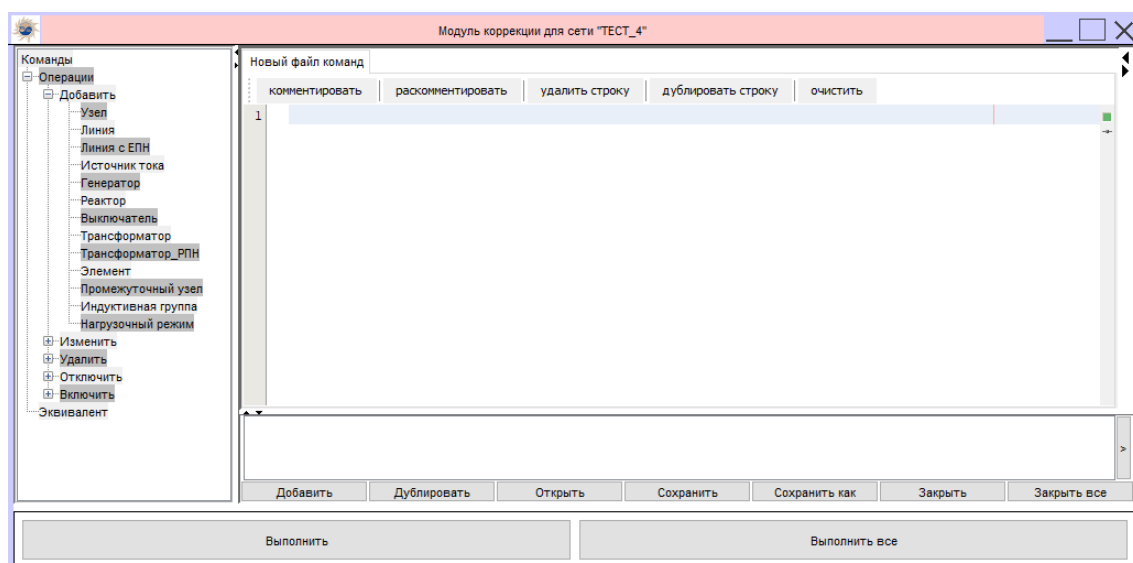 Модуль коррекции для сети "ТЕСТ_4"
Команды
Операции
Добавить
Узел
Линия
Линия с ЕПН
Источник тока
Генератор
Реактор
Выключатель
Трансформатор
Трансформатор_РПН
Элемент
Промежуточный узел
Индуктивная группа
Нагрузочный режим
Изменить
Удалить
Отключить
Включить
Эквивалент
Новый файл команд
комментировать раскомментировать удалить строку дублировать строку очистить
1
>
Добавить Дублировать Открыть Сохранить Сохранить как Закрыть Закрыть все
Выполнить Выполнить все